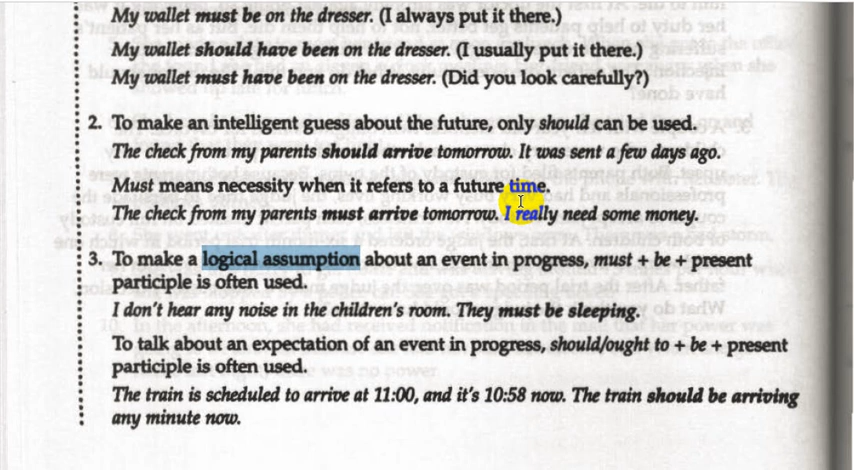 My wallet must be on the dresser. (I always put it there.)
My wallet should have been on the dresser. (I usually put it there.)
My wallet must have been on the dresser. (Did you look carefully?)
2. To make an intelligent guess about the future, only should can be used.
The check from my parents should arrive tomorrow. It was sent a few days ago.
Must means necessity when it refers to a future time.
The check from my parents must arrive tomorrow. I really need some money.
3. To make a logical assumption about an event in progress, must + be + present
participle is often used.
I don't hear any noise in the children's room. They must be sleeping.
To talk about an expectation of an event in progress, should/ought to + be + present
participle is often used.
The train is scheduled to arrive at 11:00, and it's 10:58 now. The train should be arriving
any minute now.